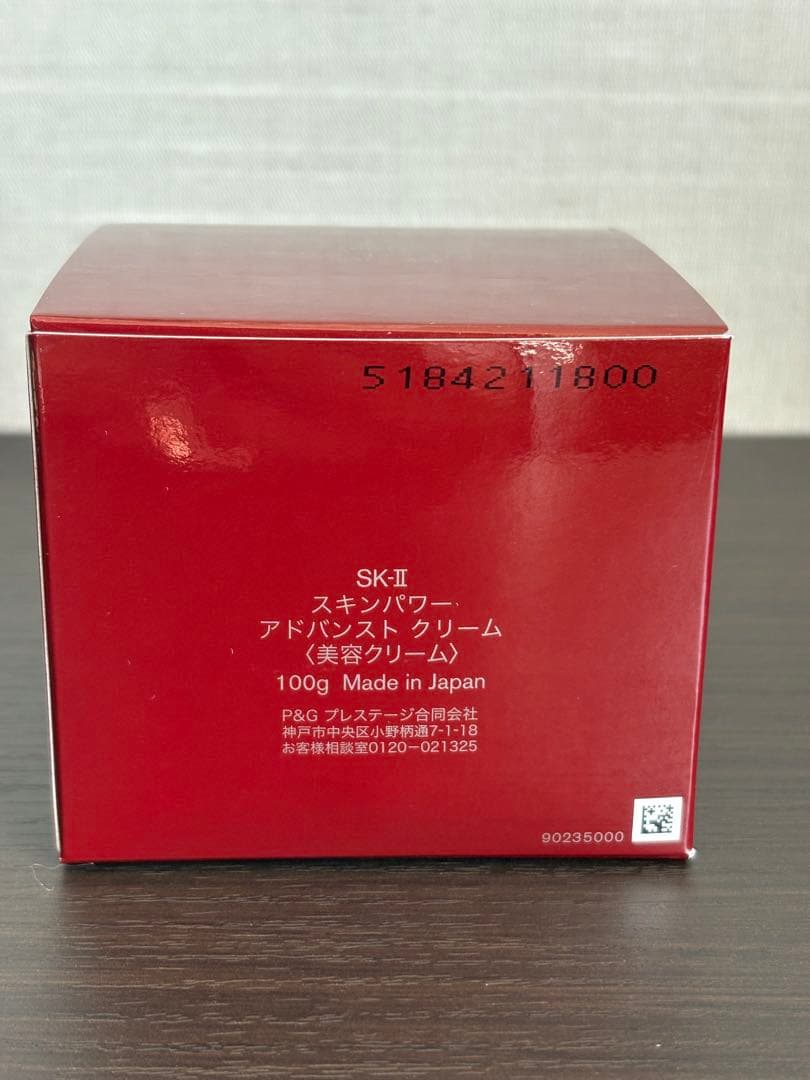 5184211800
SK-Ⅱ
スキンパワー
アドバンスト クリーム
〈美容クリーム〉
100g Made in Japan
P&G プレステージ合同会社
神戸市中央区小野柄通7-1-18
お客様相談室0120-021325
90235000